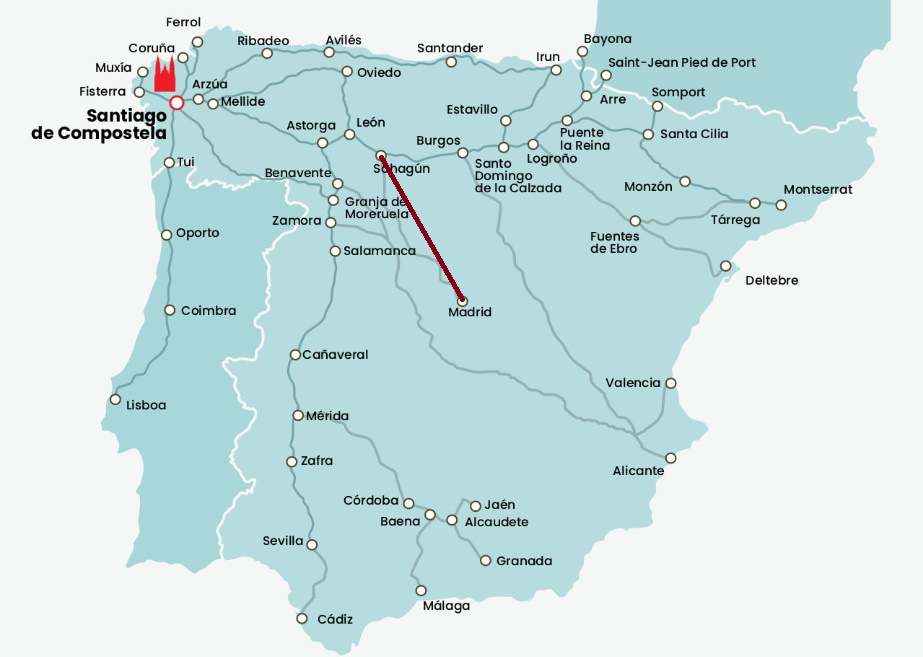 Ferrol
Coruña
Ribadeo
Avilés
Santander
Irun
Bayona
Saint-Jean Pied de Port
Muxía
Fisterra
Arzúa
Mellide
Oviedo
Arre
Somport
Santiago
de Compostela
Estavillo
Astorga
León
Burgos
Puente
la Reina
Santa Cilia
Logroño
Tui
Sahagún
Santo
Domingo
de la Calzada
Benavente
Monzón
Montserrat
Granja de
Moreruela
Zamora
Tárrega
Oporto
Fuentes
de Ebro
Salamanca
Deltebre
Coimbra
Madrid
Cañaveral
Valencia
Lisboa
Mérida
Zafra
Alicante
Córdoba
Jaén
Baena
Alcaudete
Sevilla
Granada
Málaga
Cádiz